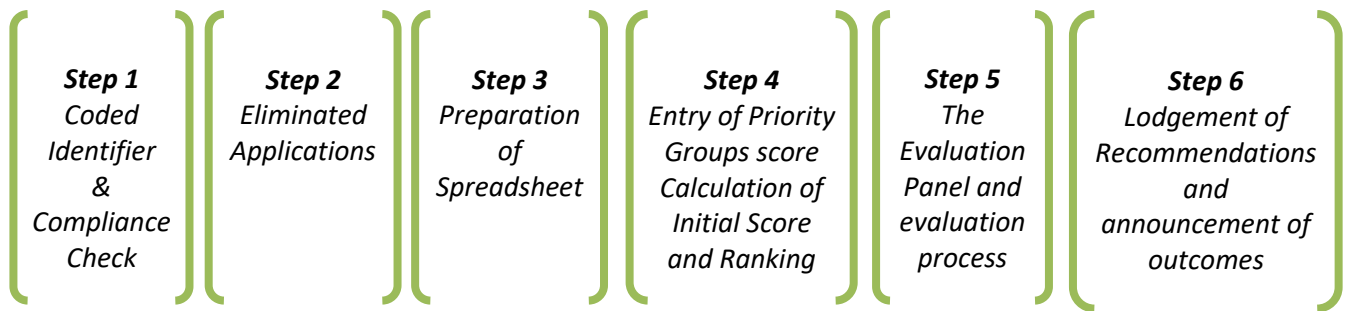 Step 1
Coded
Identifier
&
Compliance
Check
Step 2
Eliminated
Applications
Step 3
Preparation
of
Spreadsheet
Step 4
Entry of Priority
Groups score
Calculation of
Initial Score
and Ranking
Step 5
The
Evaluation
Panel and
evaluation
process
Step 6
Lodgement of
Recommendations
and
announcement of
outcomes